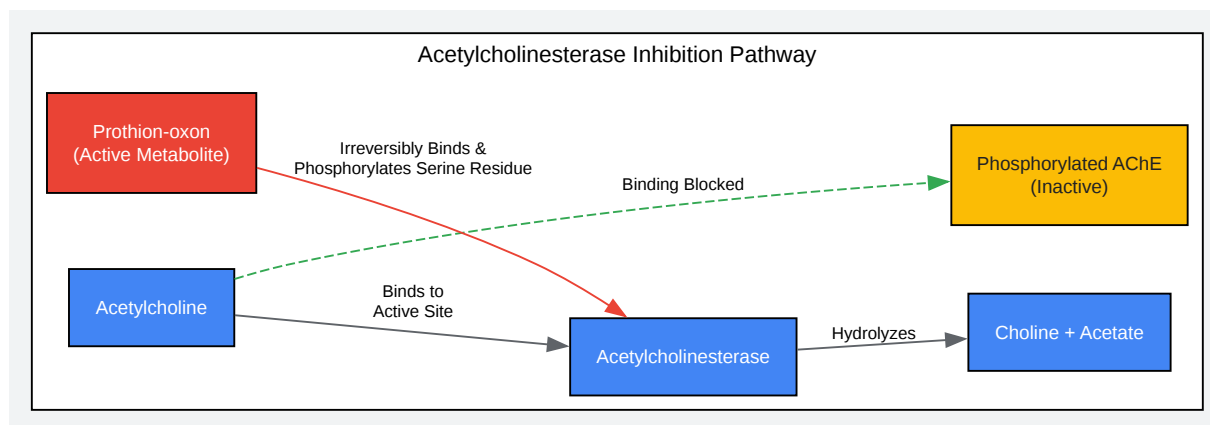 Acetylcholinesterase Inhibition Pathway
Prothion-oxon
(Active Metabolite)
Irreversibly Binds &
Phosphorylates Serine Residue
Binding Blocked
Phosphorylated AChE
(Inactive)
Acetylcholine
Binds to
Active Site
Acetylcholinesterase
Hydrolyzes
Choline + Acetate